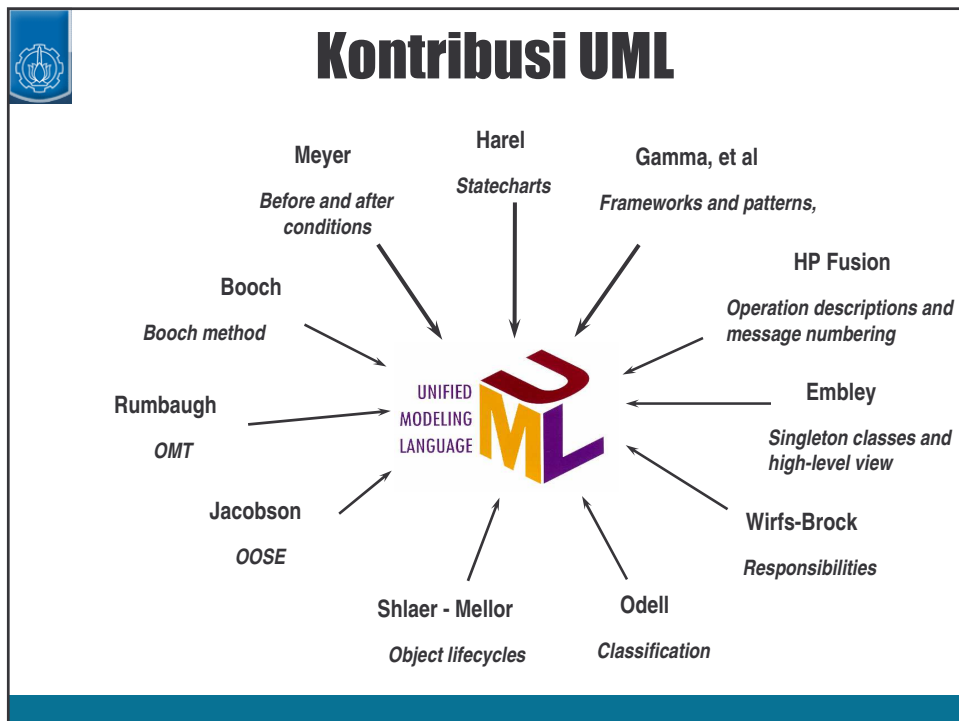 Kontribusi UML
Meyer
Before and after
conditions
Harel
Statecharts
Gamma, et al
Frameworks and patterns,
HP Fusion
Operation descriptions and
message numbering
Booch
Booch method
Embley
Singleton classes and
high-level view
Rumbaugh
OMT
UNIFIED
MODELING
LANGUAGE
UML
Jacobson
OOSE
Wirfs-Brock
Responsibilities
Shlaer - Mellor
Object lifecycles
Odell
Classification